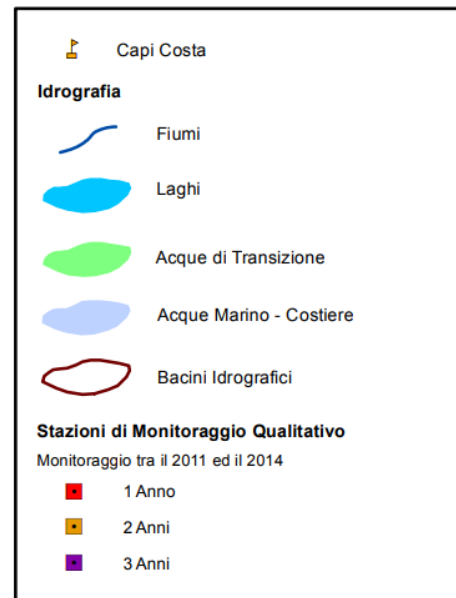 Capi Costa
Idrografia
Fiumi
Laghi
Acque di Transizione
Acque Marino - Costiere
Bacini Idrografici
Stazioni di Monitoraggio Qualitativo
Monitoraggio tra il 2011 ed il 2014
1 Anno
2 Anni
3 Anni